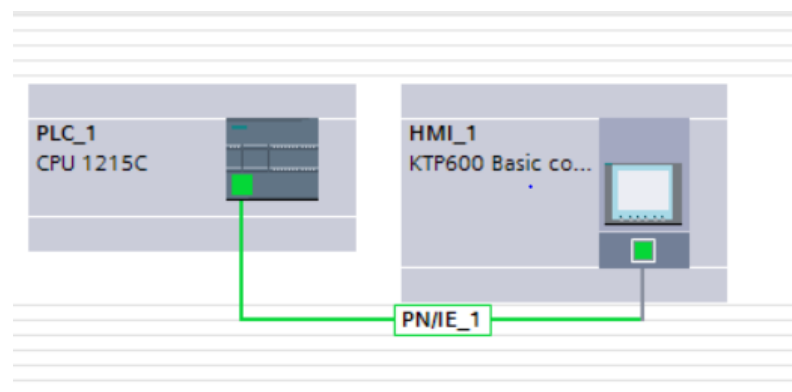 PLC_1
CPU 1215C
HMI_1
KTP600 Basic co...
PN/IE_1